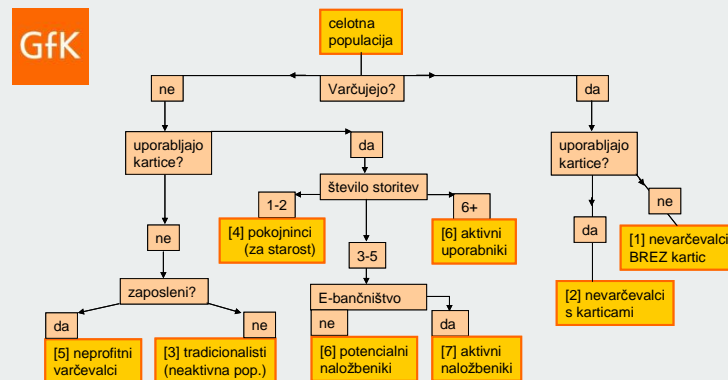 GfK
celotna
populacija
ne
Varčujejo?
da
uporabljajo
kartice?
da
uporabljajo
kartice?
število storitev
1-2
6+
ne
[4] pokojninci
(za starost)
[6] aktivni
uporabniki
[1] nevarčevalci
BREZ kartic
ne
3-5
da
zaposleni?
E-bančništvo
[2] nevarčevalci
s karticami
da
ne
ne
da
[5] neprofitni
varčevalci
[3] tradicionalisti
(neaktivna pop.)
[6] potencialni
naložbeniki
[7] aktivni
naložbeniki